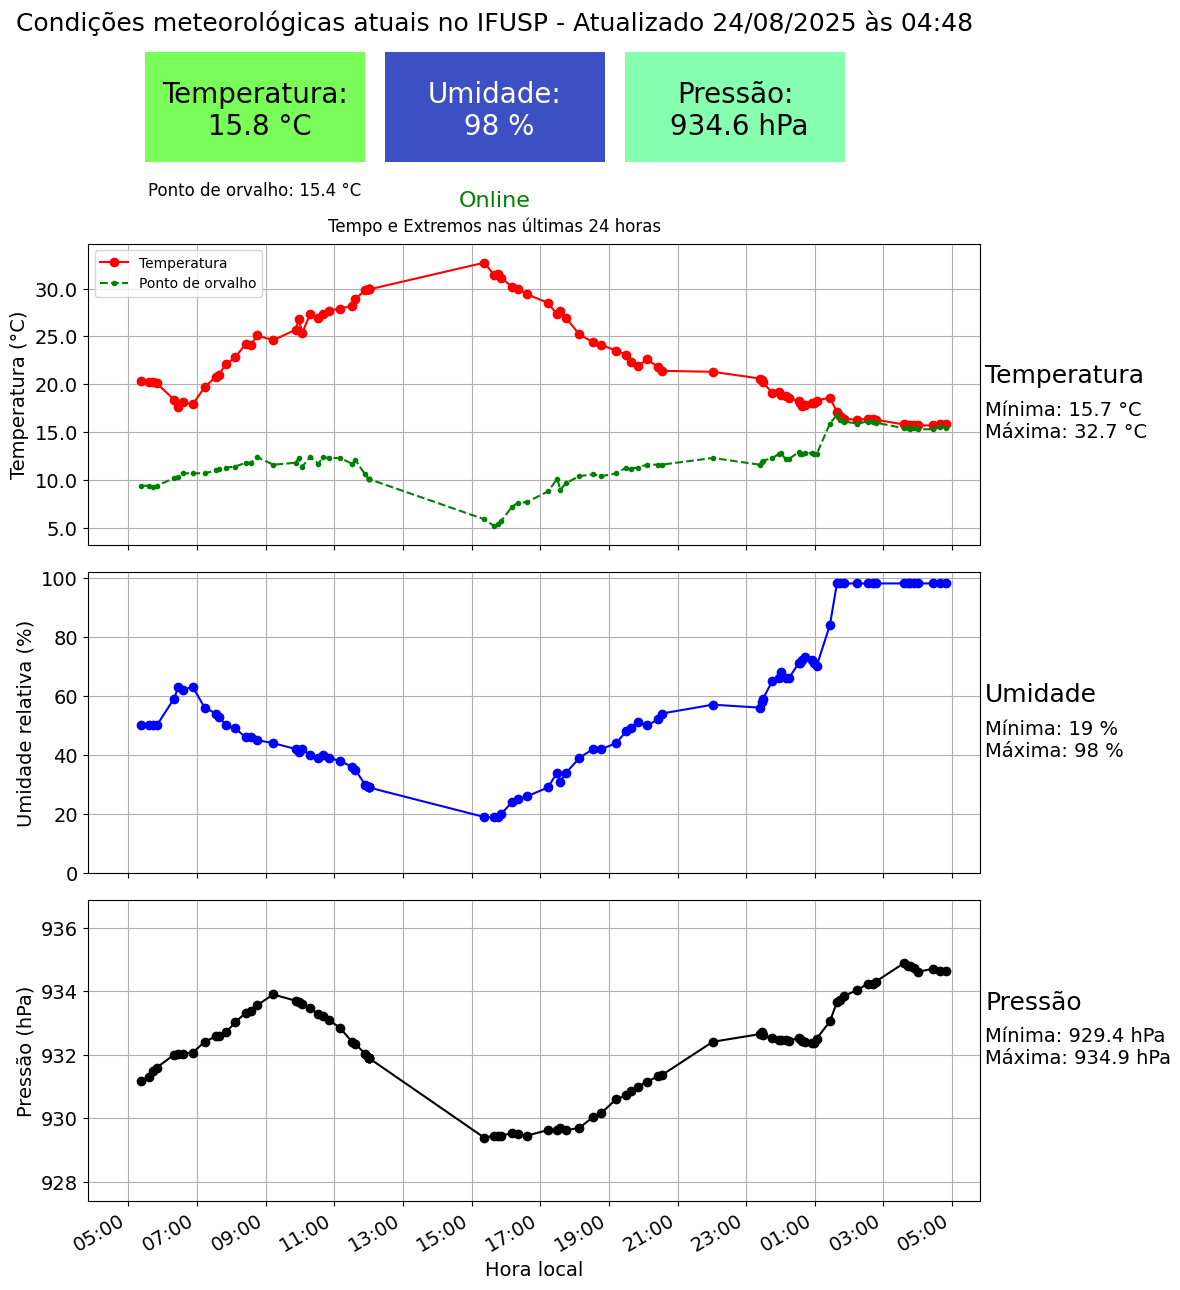 Condições meteorológicas atuais no IFUSP - Atualizado 24/08/2025 às 04:48
Temperatura:
15.8 °C
Umidade:
98 %
Pressão:
934.6 hPa
Ponto de orvalho: 15.4 °C
Online
Tempo e Extremos nas últimas 24 horas
Temperatura
Ponto de orvalho
Temperatura (°C)
30.0
25.0
20.0
15.0
10.0
5.0
Temperatura
Mínima: 15.7 °C
Máxima: 32.7 °C
Umidade relativa (%)
100
80
60
40
20
0
Umidade
Mínima: 19 %
Máxima: 98 %
Pressão (hPa)
936
934
932
930
928
Pressão
Mínima: 929.4 hPa
Máxima: 934.9 hPa
05:00 07:00 09:00 11:00 13:00 15:00 17:00 19:00 21:00 23:00 01:00 03:00 05:00
Hora local